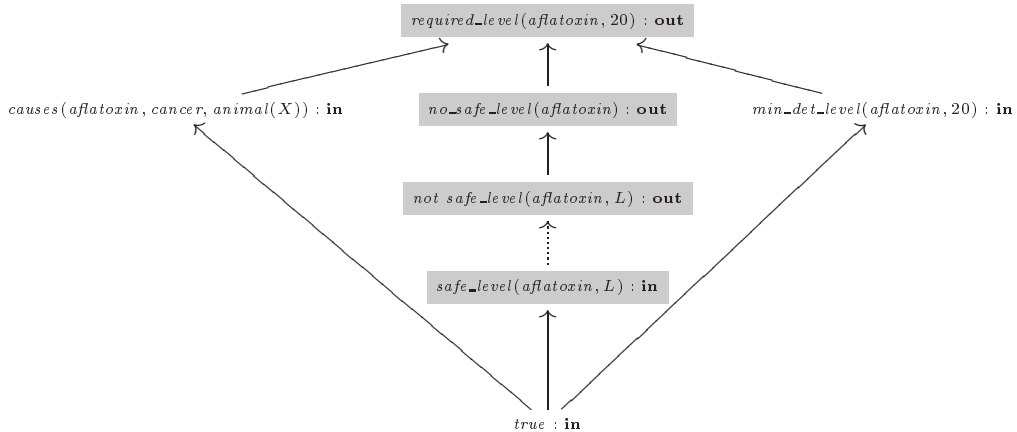 required_level(aflatoxin, 20) : out
causes(aflatoxin, cancer, animal(X)) : in
no_safe_level(aflatoxin) : out
min_det_level(aflatoxin, 20) : in
not safe_level(aflatoxin, L) : out
safe_level(aflatoxin, L) : in
true : in